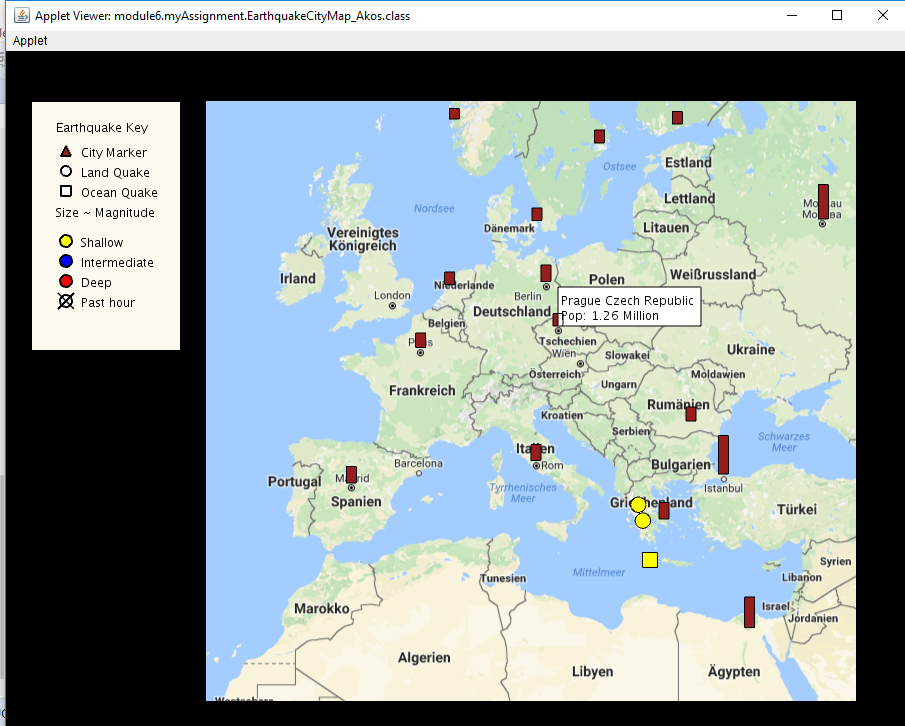 Applet Viewer: module6.myAssignment.EarthquakeCityMap_Akos.class
Applet
Earthquake Key
City Marker
Land Quake
Ocean Quake
Size ~ Magnitude
Shallow
Intermediate
Deep
Past hour
Estland
Ostsee
Lettland
Nordsee
Москва
Litauen
Dänemark
Vereinigtes
Königreich
Irland
Weißrussland
Polen
Niederlande
London
Berlin
Prague Czech Republic
Pop: 1.26 Million
Deutschland
Belgien
Tschechien
Wien
Slowakei
Ukraine
Österreich
Moldawien
Ungarn
Frankreich
Rumänien
Kroatien
Serbien
Schwarzes
Meer
Italien
Rom
Barcelona
Bulgarien
Portugal
Madrid
Spanien
Tyrrhenisches
Meer
Istanbul
Griechenland
Türkei
Mittelmeer
Syrien
Tunesien
Libanon
Marokko
Israel
Jordanien
Algerien
Libyen
Ägypten